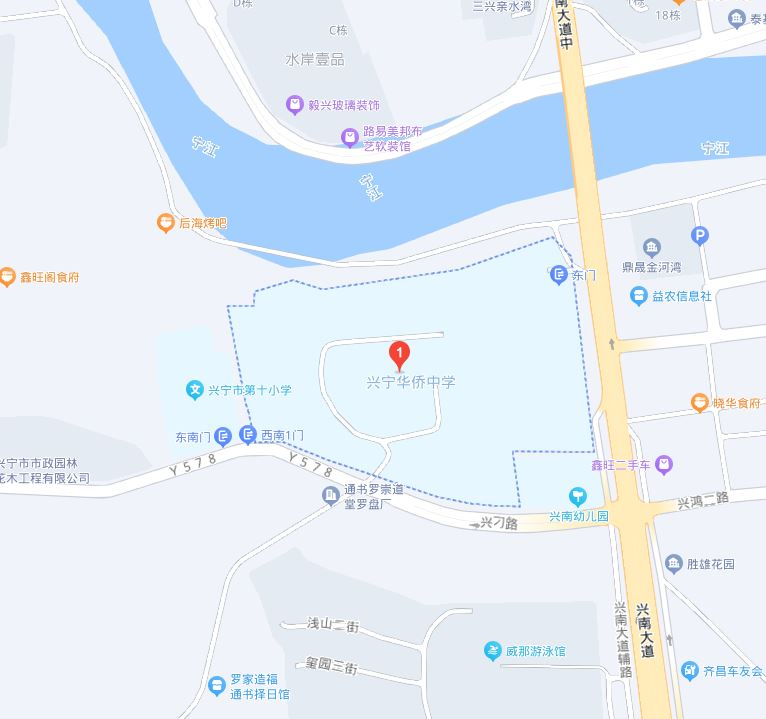 D栋
三兴亲水湾
南大道中
18栋
泰基
C栋
水岸壹品
毅兴玻璃装饰
路易美邦布
艺软装馆
宁江
宁江
宁江
后海烤吧
P
鼎晟金河湾
鑫旺阁食府
东门
益农信息社
1
兴宁华侨中学
文
兴宁市第十小学
晓华食府
东南门
西南1门
兴宁市市政园林
花木工程有限公司
Y578
Y578
鑫旺二手车
通书罗崇道
堂罗盘厂
兴刁路
兴南幼儿园
兴鸿二路
胜雄花园
浅山二街
兴南大道辅路
兴南大道
威那游泳馆
玺园三街
齐昌车友会
罗家造福
通书择日馆